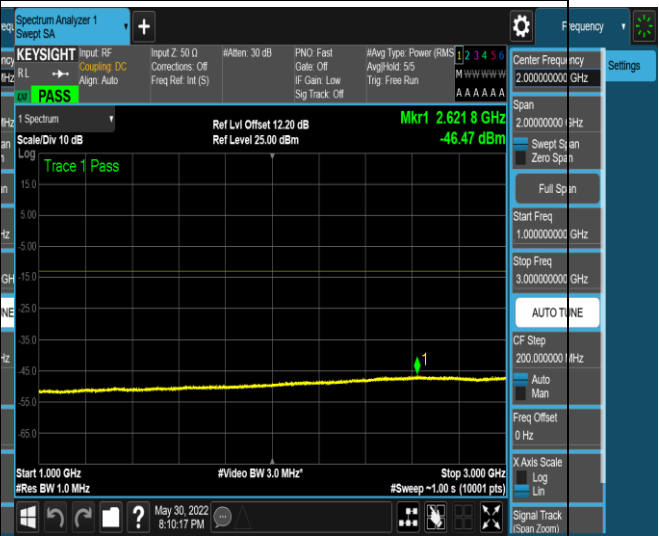 Spectrum Analyzer 1
Swept SA
Frequency
KEYSIGHT
R L
LXI
PASS
Input: RF
Coupling: DC
Align: Auto
Input Z: 50 Ω
Corrections: Off
Freq Ref: Int (S)
#Atten: 30 dB
PNO: Fast
Gate: Off
IF Gain: Low
Sig Track: Off
#Avg Type: Power (RMS
Avg|Hold: 5/5
Trig: Free Run
1 2 3 4 5 6
M W W W W W
A A A A A A
1 Spectrum
Scale/Div 10 dB
Log
Ref Lvl Offset 12.20 dB
Ref Level 25.00 dBm
Mkr1 2.621 8 GHz
-46.47 dBm
Trace 1 Pass
15.0
5.00
-5.00
-15.0
-25.0
-35.0
-45.0
-55.0
-65.0
1
Start 1.000 GHz
#Res BW 1.0 MHz
#Video BW 3.0 MHz*
Stop 3.000 GHz
#Sweep ~1.00 s (10001 pts)
May 30, 2022
8:10:17 PM
Center Frequency
2.000000000 GHz
Settings
Span
2.00000000 GHz
Swept Span
Zero Span
Full Span
Start Freq
1.000000000 GHz
Stop Freq
3.000000000 GHz
AUTO TUNE
CF Step
200.000000 MHz
Auto
Man
Freq Offset
0 Hz
X Axis Scale
Log
Lin
Signal Track
(Span Zoom)